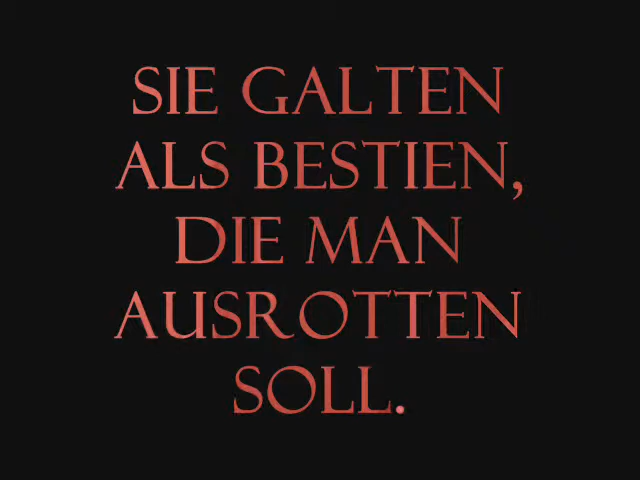 SIE GALTEN
ALS BESTIEN,
DIE MAN
AUSROTTEN
SOLL.